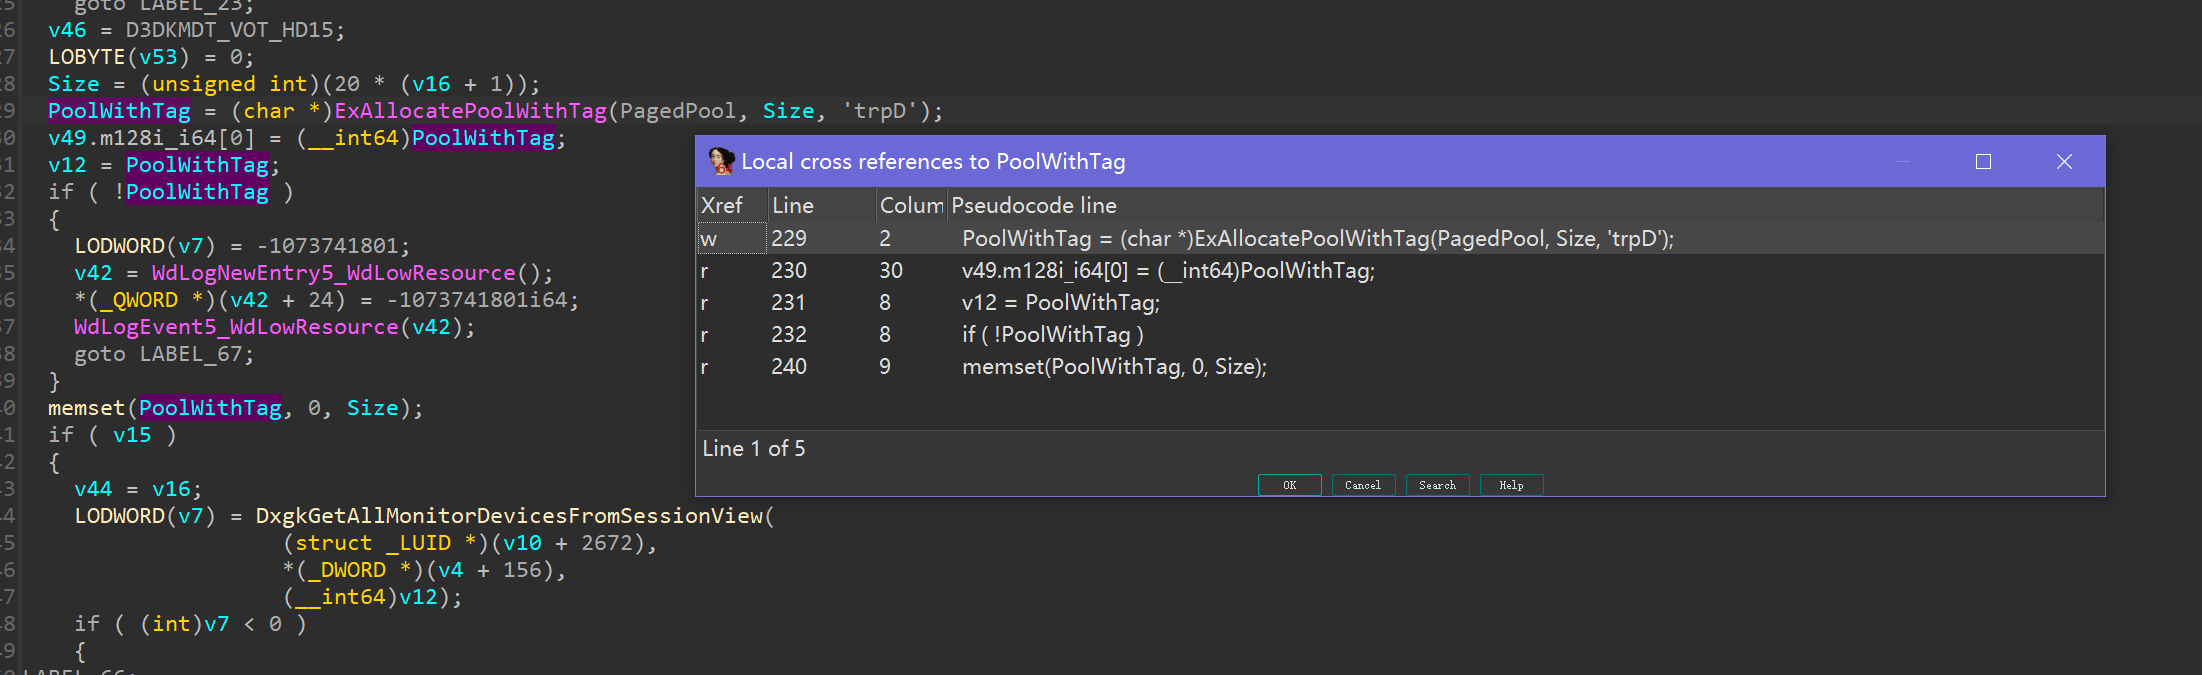 goto LABEL_23;
26 v46 = D3DKMDT_VOT_HD15;
27 LOBYTE(v53) = 0;
28 Size = (unsigned int)(20 * (v16 + 1));
29 PoolWithTag = (char *)ExAllocatePoolWithTag(PagedPool, Size, 'trpD');
30 v49.m128i_i64[0] = (__int64)PoolWithTag;
31 v12 = PoolWithTag;
32 if ( !PoolWithTag )
33 {
34 LODWORD(v7) = -1073741801;
35 v42 = WdLogNewEntry5_WdLowResource();
36 *(_QWORD *)(v42 + 24) = -1073741801i64;
37 WdLogEvent5_WdLowResource(v42);
38 goto LABEL_67;
39 }
40 memset(PoolWithTag, 0, Size);
41 if ( v15 )
42 {
43 v44 = v16;
44 LODWORD(v7) = DxgkGetAllMonitorDevicesFromSessionView(
45 (struct _LUID *)(v10 + 2672),
46 *(_DWORD *)(v4 + 156),
47 (__int64)v12);
48 if ( (int)v7 < 0 )
49 {
LABEL_66:
Local cross references to PoolWithTag
Xref Line Colum Pseudocode line
w 229 2 PoolWithTag = (char *)ExAllocatePoolWithTag(PagedPool, Size, 'trpD');
r 230 30 v49.m128i_i64[0] = (__int64)PoolWithTag;
r 231 8 v12 = PoolWithTag;
r 232 8 if ( !PoolWithTag )
r 240 9 memset(PoolWithTag, 0, Size);
Line 1 of 5
OK Cancel Search Help